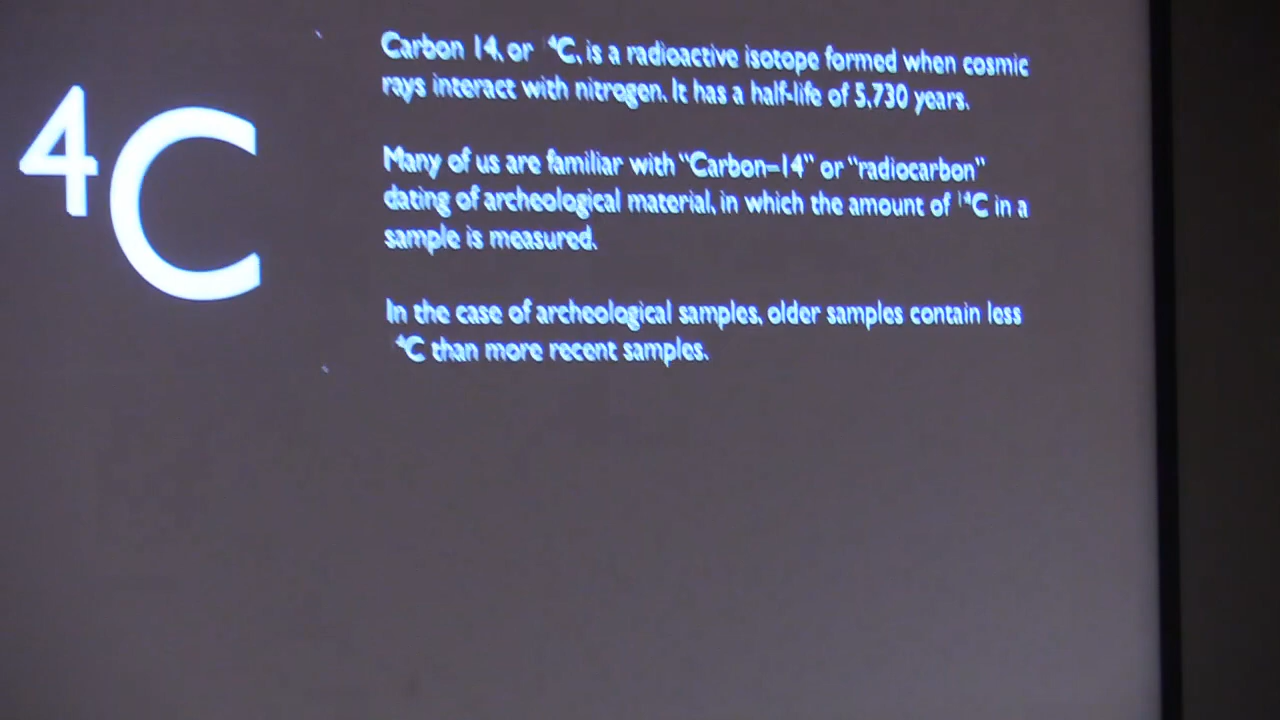 ⁴C
Carbon 14, or ⁴C, is a radioactive isotope formed when cosmic
rays interact with nitrogen. It has a half-life of 5,730 years.
Many of us are familiar with "Carbon–14" or "radiocarbon"
dating of archeological material, in which the amount of ¹⁴C in a
sample is measured.
In the case of archeological samples, older samples contain less
⁴C than more recent samples.